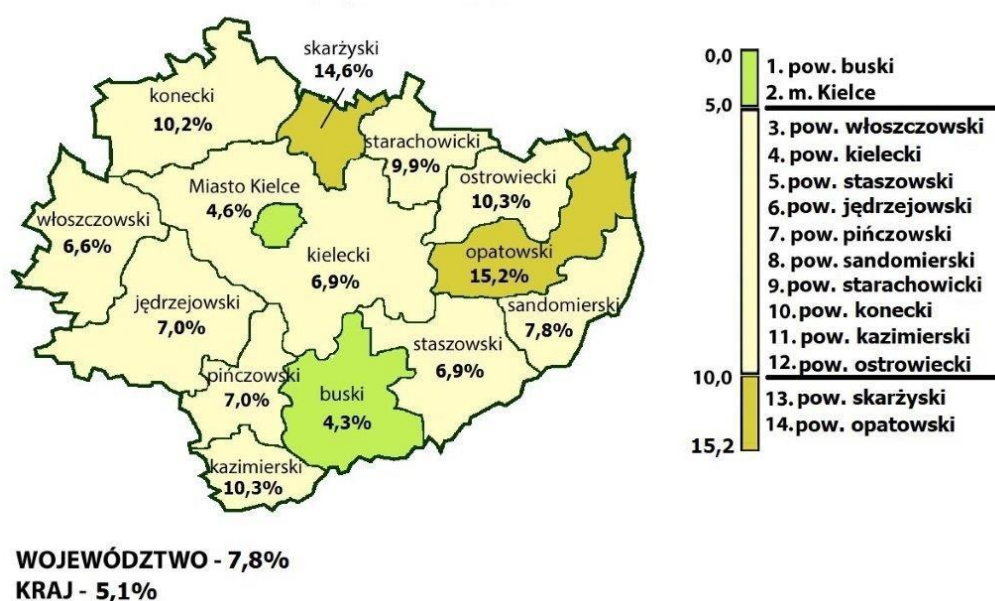 skarżyski
14,6%
konecki
10,2%
starachowicki
9,9%
ostrowiecki
10,3%
Miasto Kielce
4,6%
włoszczowski
6,6%
kielecki
6,9%
opatowski
15,2%
jędrzejowski
7,0%
sandomierski
7,8%
staszowski
6,9%
pińczowski
7,0%
buski
4,3%
kazimierski
10,3%
0,0
5,0
10,0
15,2
1. pow. buski
2. m. Kielce
3. pow. włoszczowski
4. pow. kielecki
5. pow. staszowski
6. pow. jędrzejowski
7. pow. pińczowski
8. pow. sandomierski
9. pow. starachowicki
10. pow. konecki
11. pow. kazimierski
12. pow. ostrowiecki
13. pow. skarżyski
14. pow. opatowski
WOJEWÓDZTWO - 7,8%
KRAJ - 5,1%